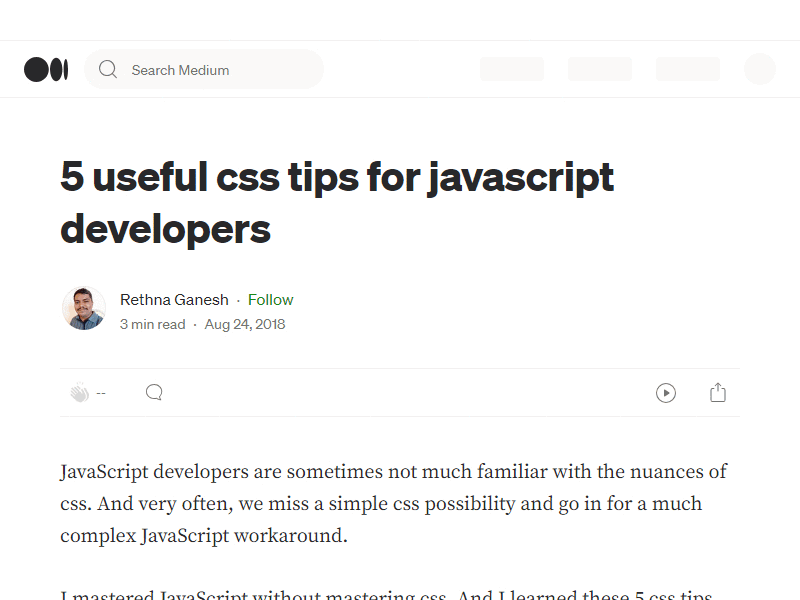 Search Medium
5 useful css tips for javascript
developers
Rethna Ganesh · Follow
3 min read · Aug 24, 2018
--
JavaScript developers are sometimes not much familiar with the nuances of
css. And very often, we miss a simple css possibility and go in for a much
complex JavaScript workaround.
I mastered JavaScript without mastering css. And I learned these 5 css tips